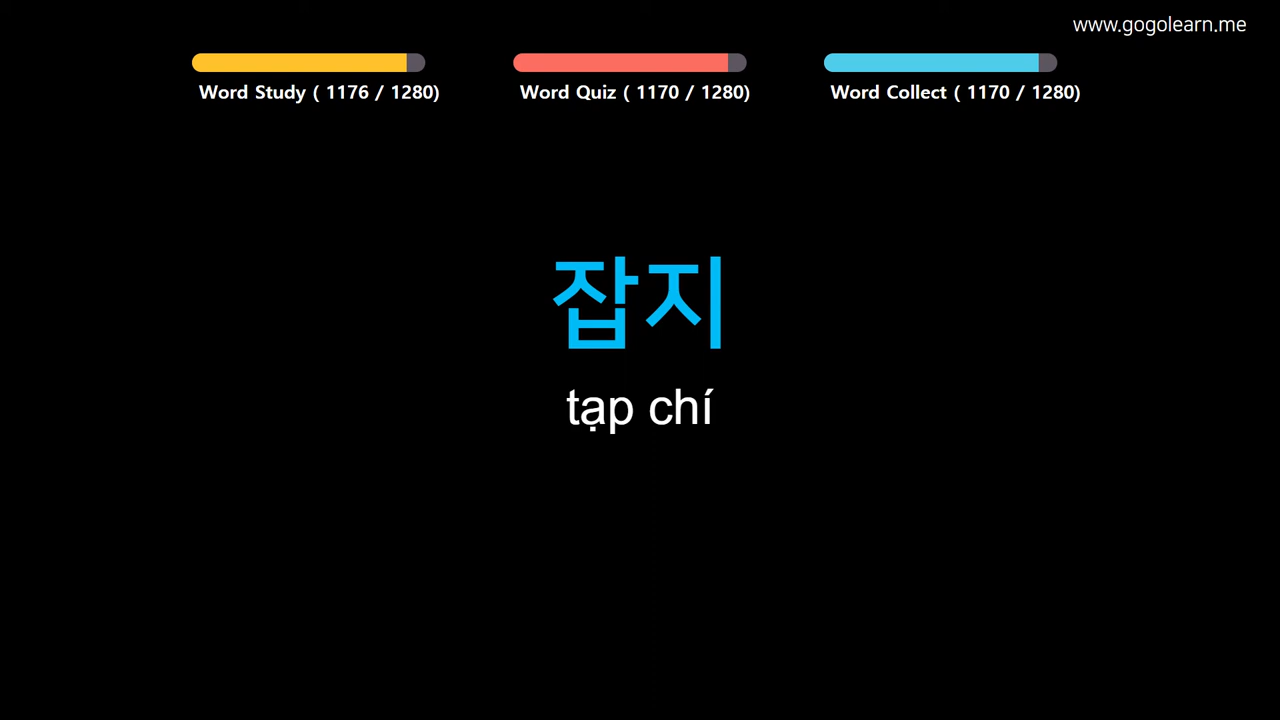 www.gogolearn.me
Word Study ( 1176 / 1280)
Word Quiz ( 1170 / 1280)
Word Collect ( 1170 / 1280)
잡지
tạp chí